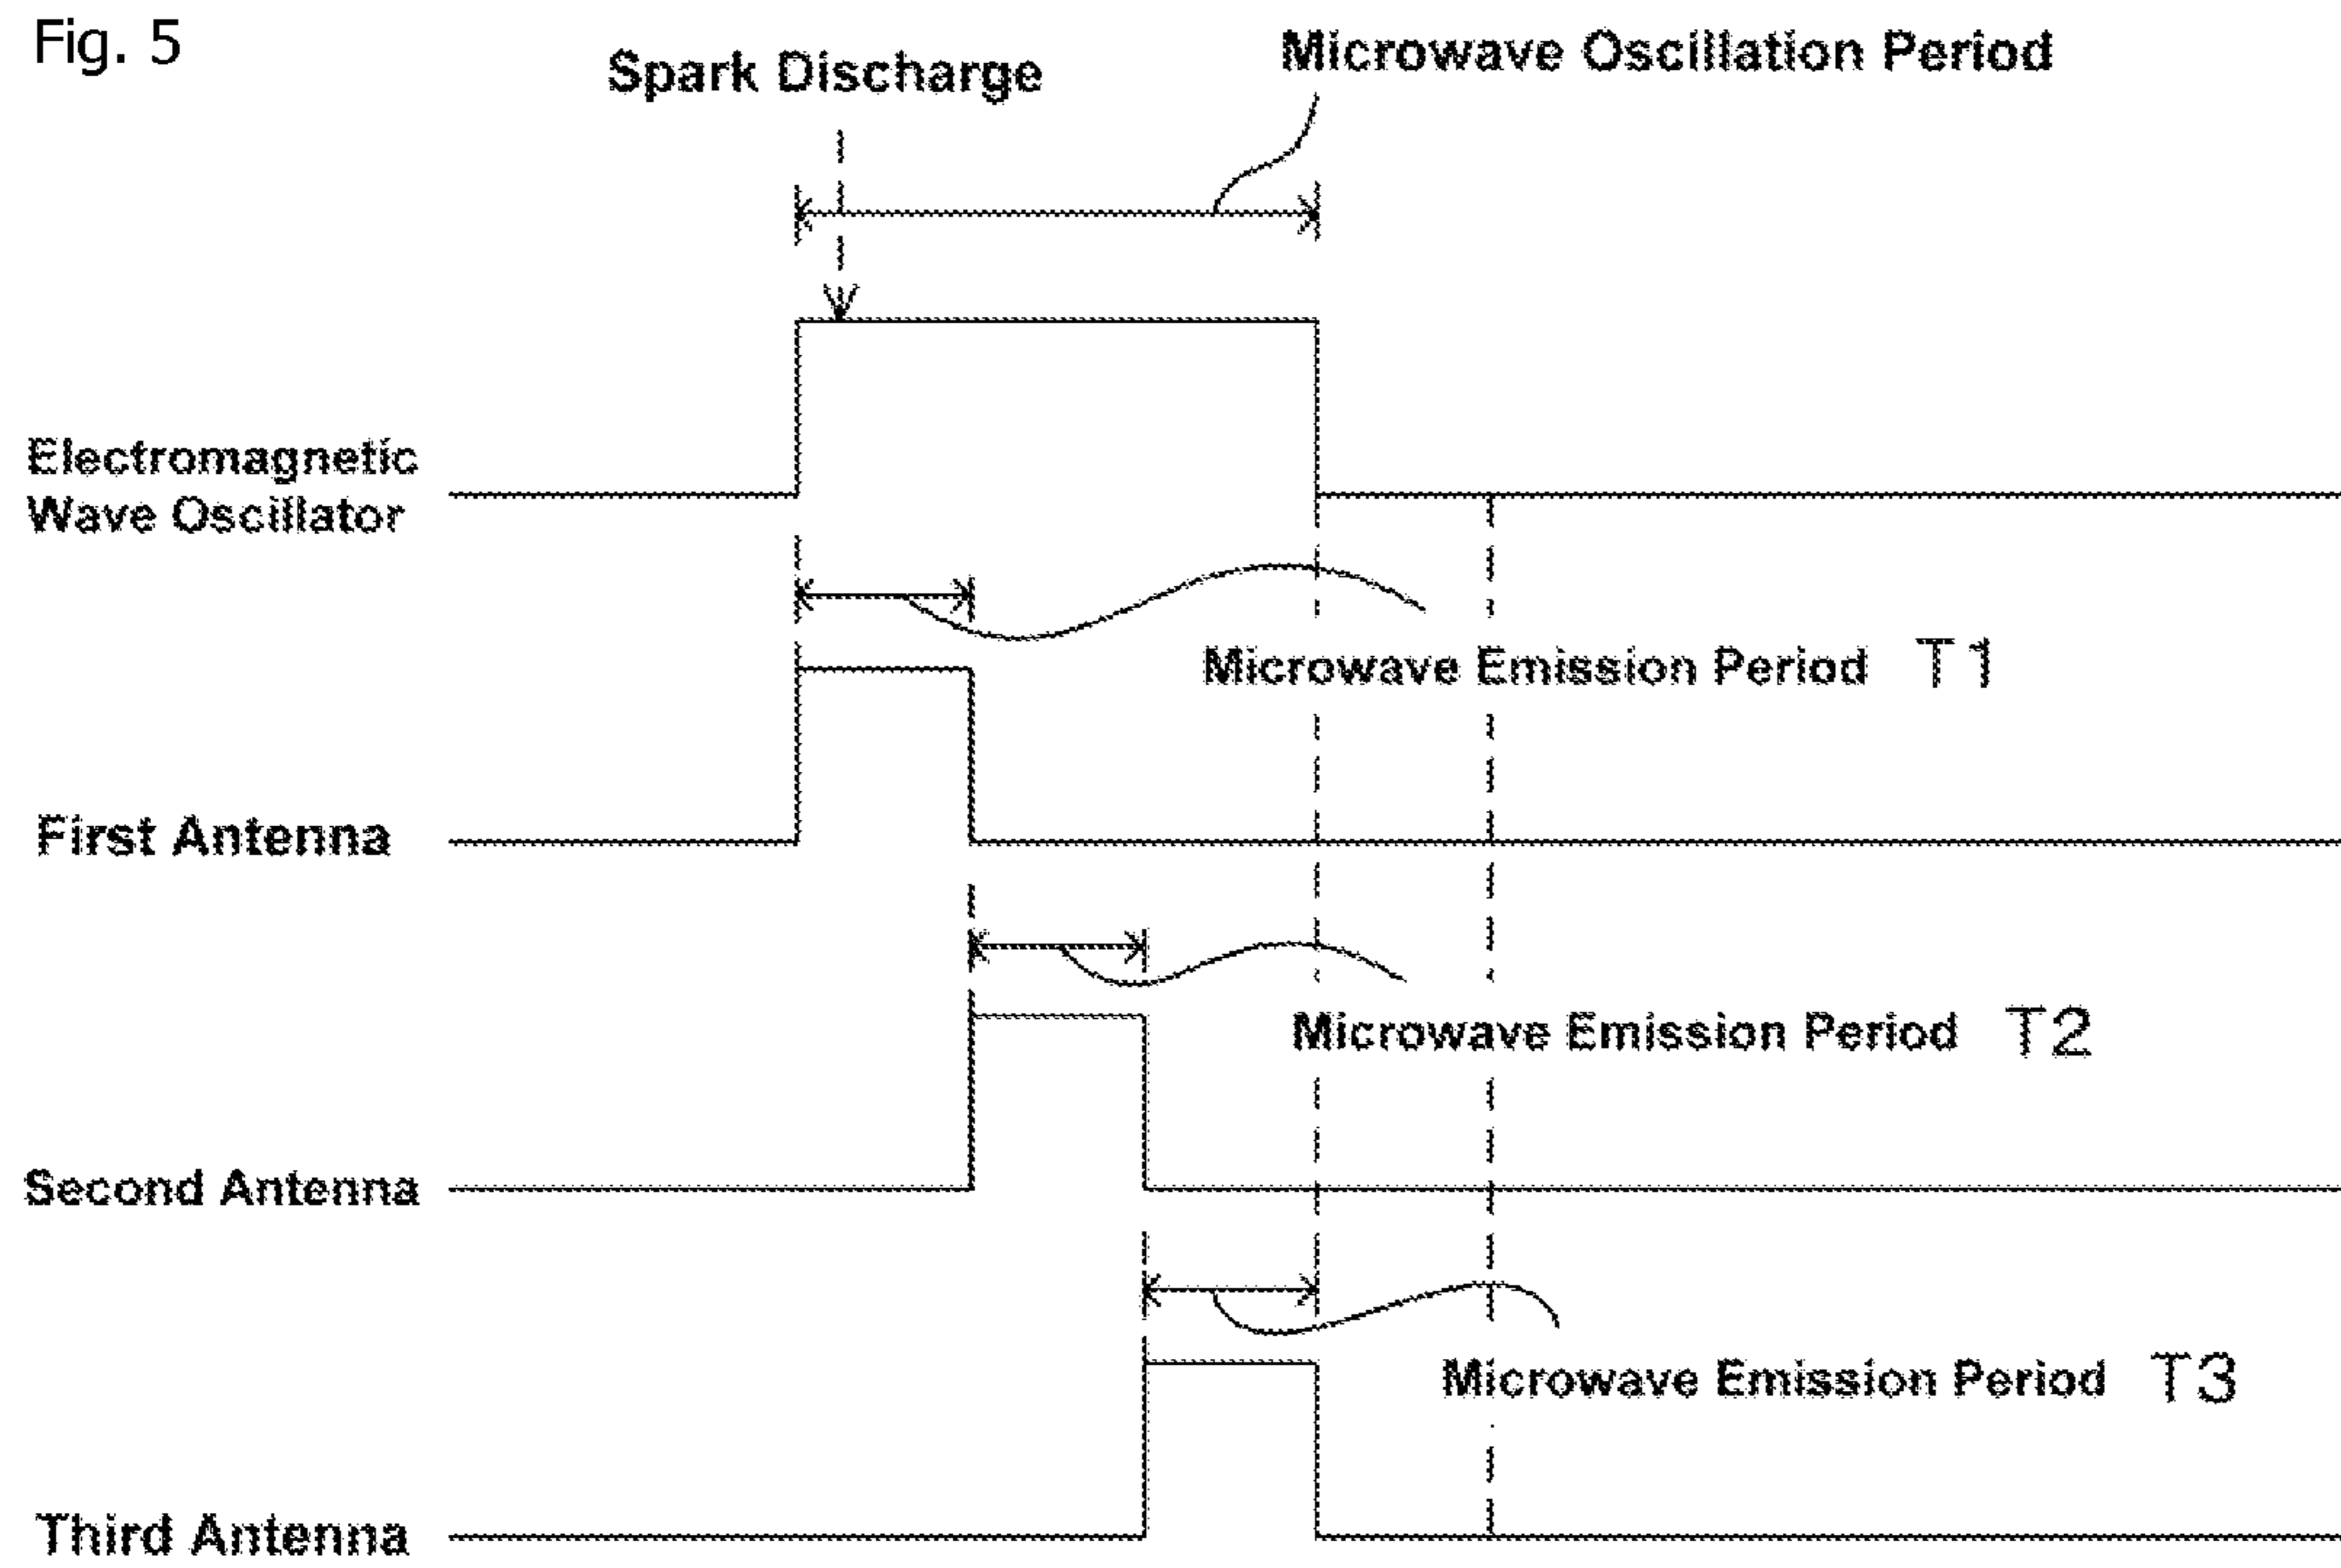 Fig. 5
Spark Discharge
Microwave Oscillation Period
Electromagnetic
Wave Oscillator
Microwave Emission Period T1
First Antenna
Microwave Emission Period T2
Second Antenna
Microwave Emission Period T3
Third Antenna